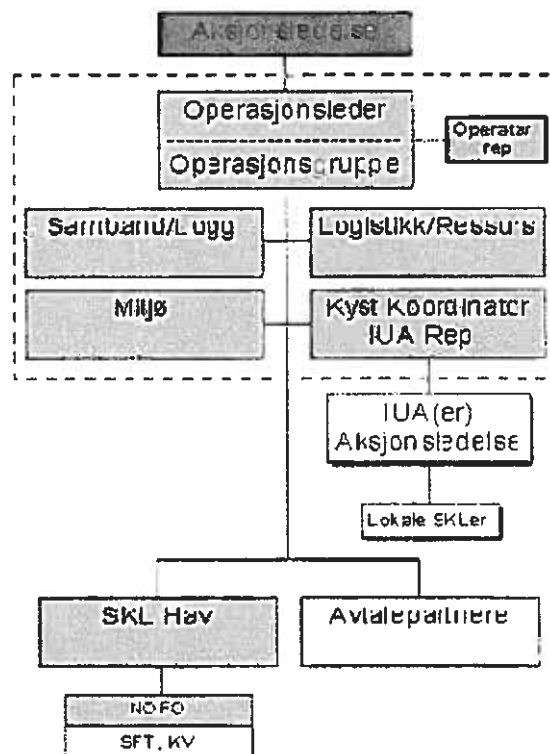 Aksjonsledelse
Operasjonsleder
Operasjonsgruppe
Operatør
rep
Samband/Logg
Logistikk/Ressurs
Miljø
Kyst Koordinator
IUA Rep
IUA(er)
Aksjonsledelse
Lokale SKLer
SKL Hav
Avtalepartnere
NOFO
SFT, KV